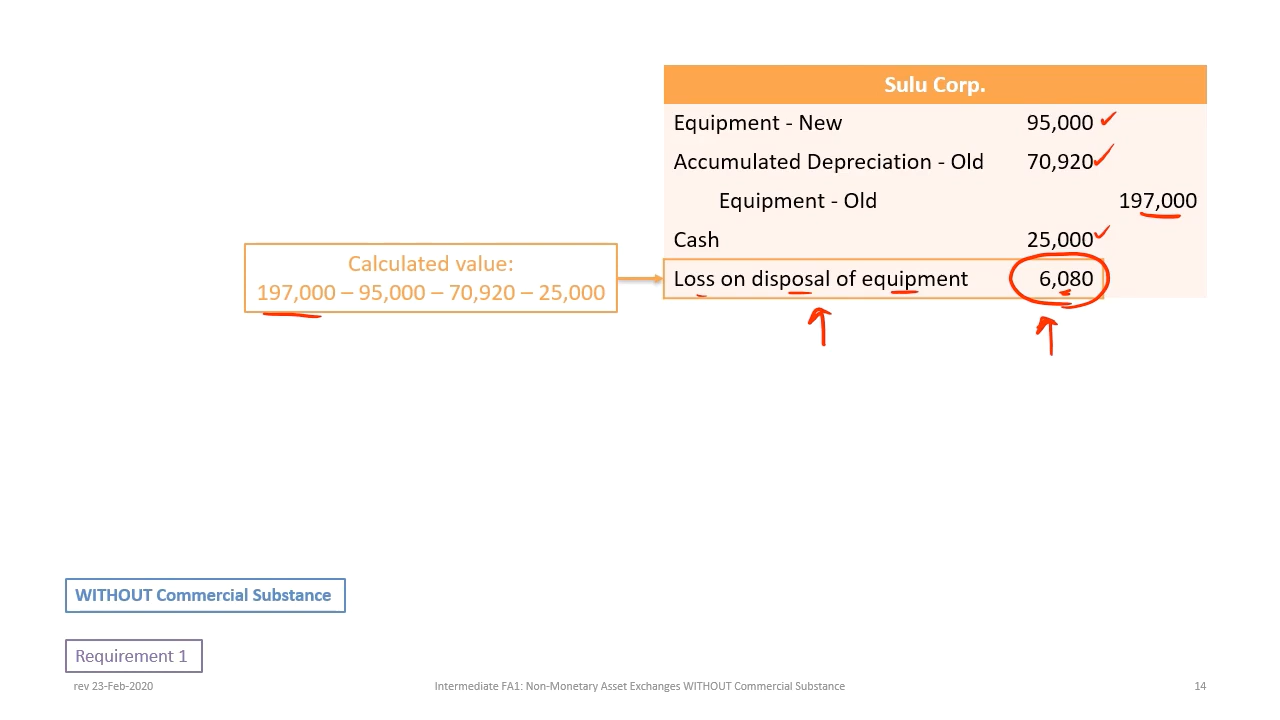 Sulu Corp.
Equipment - New 95,000
Accumulated Depreciation - Old 70,920
Equipment - Old 197,000
Cash 25,000
Loss on disposal of equipment 6,080
Calculated value:
197,000 – 95,000 – 70,920 – 25,000
WITHOUT Commercial Substance
Requirement 1
rev 23-Feb-2020 Intermediate FA1: Non-Monetary Asset Exchanges WITHOUT Commercial Substance 14